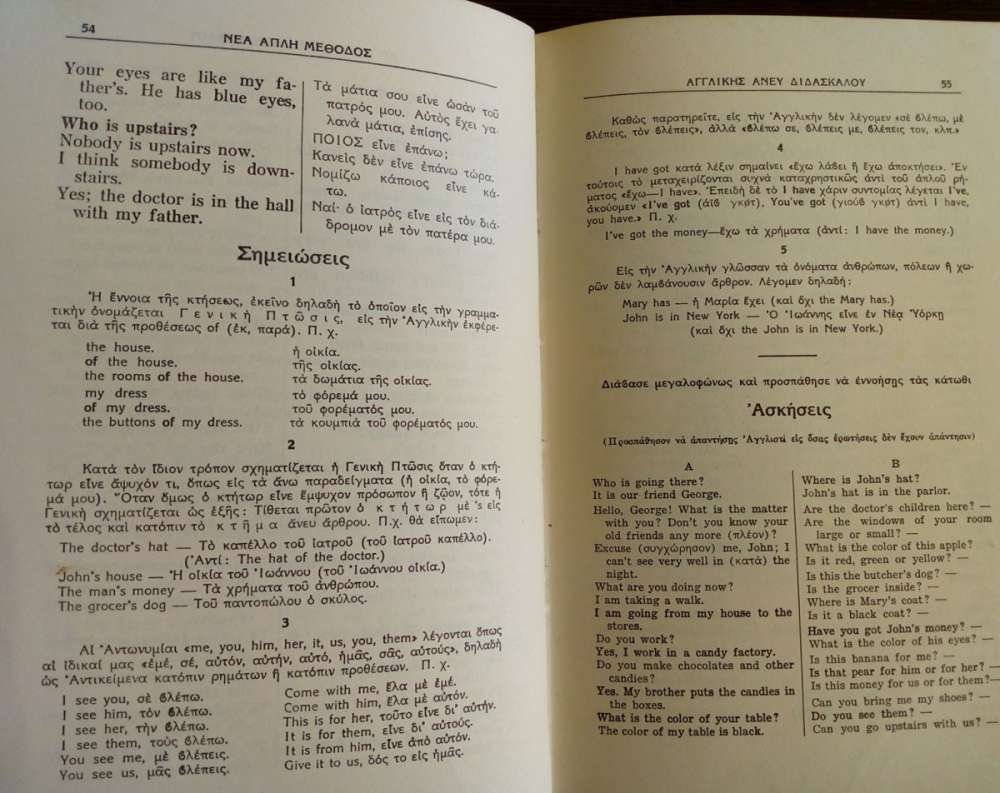 54
ΝΕΑ ΑΠΛΗ ΜΕΘΟΔΟΣ
Your eyes are like my fa-
ther's. He has blue eyes,
too.
Who is upstairs?
Nobody is upstairs now.
I think somebody is down-
stairs.
Yes; the doctor is in the hall
with my father.
Τὰ μάτια σου εἶνε ὡσὰν τοῦ
πατρός μου. Αὐτὸς ἔχει γα-
λανὰ μάτια, ἐπίσης.
ΠΟΙΟΣ εἶνε ἐπάνω;
Κανεὶς δὲν εἶνε ἐπάνω τώρα.
Νομίζω κάποιος εἶνε κά-
τω.
Ναί· ὁ ἰατρὸς εἶνε εἰς τὸν διά-
δρομον μὲ τὸν πατέρα μου.
Σημειώσεις
1
Ἡ ἔννοια τῆς κτήσεως, ἐκεῖνο δηλαδὴ τὸ ὁποῖον εἰς τὴν γραμμα-
τικὴν ὀνομάζεται Γενικὴ Πτῶσις, εἰς τὴν Ἀγγλικὴν ἐκφέρε-
ται διὰ τῆς προθέσεως of (ἐκ, παρά). Π. χ.
the house.
of the house.
the rooms of the house.
my dress
of my dress.
the buttons of my dress.
ἡ οἰκία.
τῆς οἰκίας.
τὰ δωμάτια τῆς οἰκίας.
τὸ φόρεμά μου.
τοῦ φορέματός μου.
τὰ κουμπιὰ τοῦ φορέματός μου.
2
Κατὰ τὸν ἴδιον τρόπον σχηματίζεται ἡ Γενικὴ Πτῶσις ὅταν ὁ κτή-
τωρ εἶνε ἄψυχόν τι, ὅπως εἰς τὰ ἄνω παραδείγματα (ἡ οἰκία, τὸ φόρε-
μά μου). Ὅταν ὅμως ὁ κτήτωρ εἶνε ἔμψυχον πρόσωπον ἢ ζῷον, τότε ἡ
Γενικὴ σχηματίζεται ὡς ἑξῆς: Τίθεται πρῶτον ὁ κτήτωρ μὲ 's εἰς
τὸ τέλος καὶ κατόπιν τὸ κτῆμα ἄνευ ἄρθρου. Π.χ. θὰ εἴπωμεν:
The doctor's hat — Τὸ καπέλλο τοῦ ἰατροῦ (τοῦ ἰατροῦ καπέλλο).
(Ἀντί: The hat of the doctor.)
John's house — Ἡ οἰκία τοῦ Ἰωάννου (τοῦ Ἰωάννου οἰκία.)
The man's money — Τὰ χρήματα τοῦ ἀνθρώπου.
The grocer's dog — Τοῦ παντοπώλου ὁ σκύλος.
3
Αἱ Ἀντωνυμίαι «me, you, him, her, it, us, you, them» λέγονται ὅπως
αἱ ἰδικαί μας «ἐμέ, σέ, αὐτόν, αὐτήν, αὐτό, ἡμᾶς, σᾶς, αὐτούς», δηλαδὴ
ὡς Ἀντικείμενα κατόπιν ρημάτων ἢ κατόπιν προθέσεων. Π. χ.
I see you, σὲ βλέπω.
I see him, τὸν βλέπω.
I see her, τὴν βλέπω.
I see them, τοὺς βλέπω.
You see me, μὲ βλέπεις.
You see us, μᾶς βλέπεις.
Come with me, ἔλα μὲ ἐμέ.
Come with him, ἔλα μὲ αὐτόν.
This is for her, τοῦτο εἶνε δι' αὐτήν.
It is for them, εἶνε δι' αὐτούς.
It is from him, εἶνε ἀπὸ αὐτόν.
Give it to us, δός το εἰς ἡμᾶς.
ΑΓΓΛΙΚΗΣ ΑΝΕΥ ΔΙΔΑΣΚΑΛΟΥ
55
Καθὼς παρατηρεῖτε, εἰς τὴν Ἀγγλικὴν δὲν λέγομεν «σὲ βλέπω, μὲ
βλέπεις, τὸν βλέπεις», ἀλλὰ «βλέπω σε, βλέπεις με, βλέπεις τον, κλπ.»
4
I have got κατὰ λέξιν σημαίνει «ἔχω λάβει ἢ ἔχω ἀποκτήσει». Ἐν
τούτοις τὸ μεταχειρίζονται συχνὰ καταχρηστικῶς ἀντὶ τοῦ ἁπλοῦ ρή-
ματος «ἔχω—I have». Ἐπειδὴ δὲ τὸ I have χάριν συντομίας λέγεται I've,
ἀκούομεν «I've got (ἀϊβ γκότ). You've got (γιούβ γκότ) ἀντὶ I have,
you have.» Π. χ.
I've got the money—ἔχω τὰ χρήματα (ἀντί: I have the money.)
5
Εἰς τὴν Ἀγγλικὴν γλῶσσαν τὰ ὀνόματα ἀνθρώπων, πόλεων ἢ χω-
ρῶν δὲν λαμβάνουσιν ἄρθρον. Λέγομεν δηλαδή:
Mary has — ἡ Μαρία ἔχει (καὶ ὄχι the Mary has.)
John is in New York — Ὁ Ἰωάννης εἶνε ἐν Νέᾳ Ὑόρκῃ
(καὶ ὄχι the John is in New York.)
Διάβασε μεγαλοφώνως καὶ προσπάθησε νὰ ἐννοήσῃς τὰς κάτωθι
Ἀσκήσεις
(Προσπάθησον νὰ ἀπαντήσῃς Ἀγγλιστὶ εἰς ὅσας ἐρωτήσεις δὲν ἔχουν ἀπάντησιν)
A
Who is going there?
It is our friend George.
Hello, George! What is the matter
with you? Don't you know your
old friends any more (πλέον)?
Excuse (συγχώρησον) me, John; I
can't see very well in (κατὰ) the
night.
What are you doing now?
I am taking a walk.
I am going from my house to the
stores.
Do you work?
Yes, I work in a candy factory.
Do you make chocolates and other
candies?
Yes. My brother puts the candies in
the boxes.
What is the color of your table?
The color of my table is black.
B
Where is John's hat?
John's hat is in the parlor.
Are the doctor's children here? —
Are the windows of your room
large or small? —
What is the color of this apple?
Is it red, green or yellow? —
Is this the butcher's dog? —
Is the grocer inside? —
Where is Mary's coat? —
Is it a black coat? —
Have you got John's money? —
What is the color of his eyes? —
Is this banana for me? —
Is that pear for him or for her? —
Is this money for us or for them? —
Can you bring me my shoes? —
Do you see them? —
Can you go upstairs with us? —